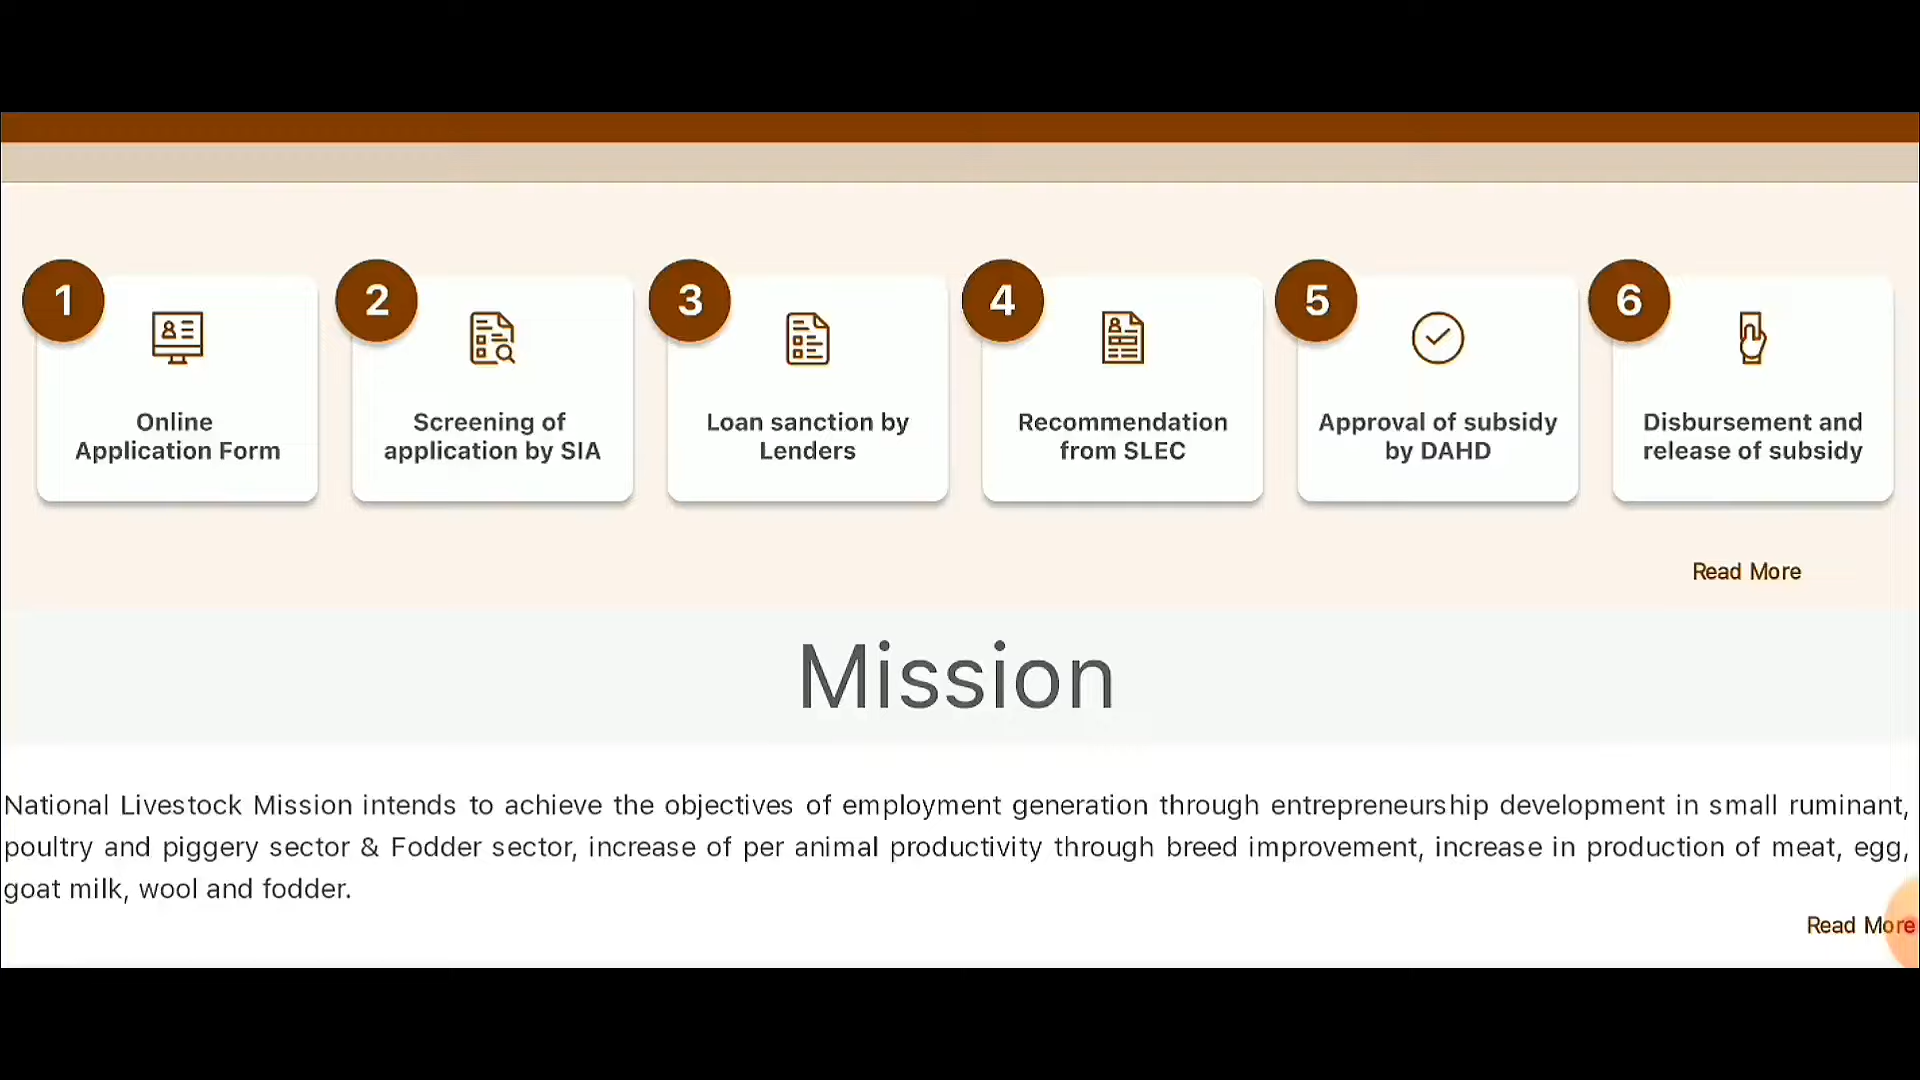 1
Online
Application Form
2
Screening of
application by SIA
3
Loan sanction by
Lenders
4
Recommendation
from SLEC
5
Approval of subsidy
by DAHD
6
Disbursement and
release of subsidy
Read More
Mission
National Livestock Mission intends to achieve the objectives of employment generation through entrepreneurship development in small ruminant,
poultry and piggery sector & Fodder sector, increase of per animal productivity through breed improvement, increase in production of meat, egg,
goat milk, wool and fodder.
Read More